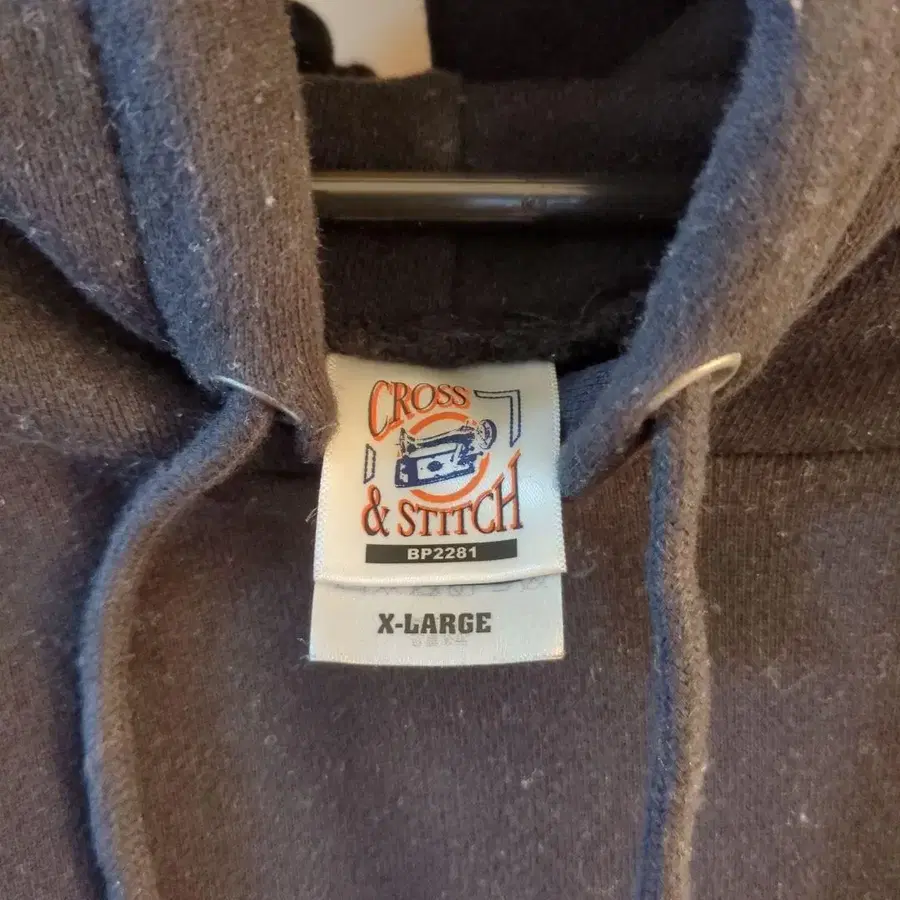 CROSS
& STITCH
BP2281
X-LARGE